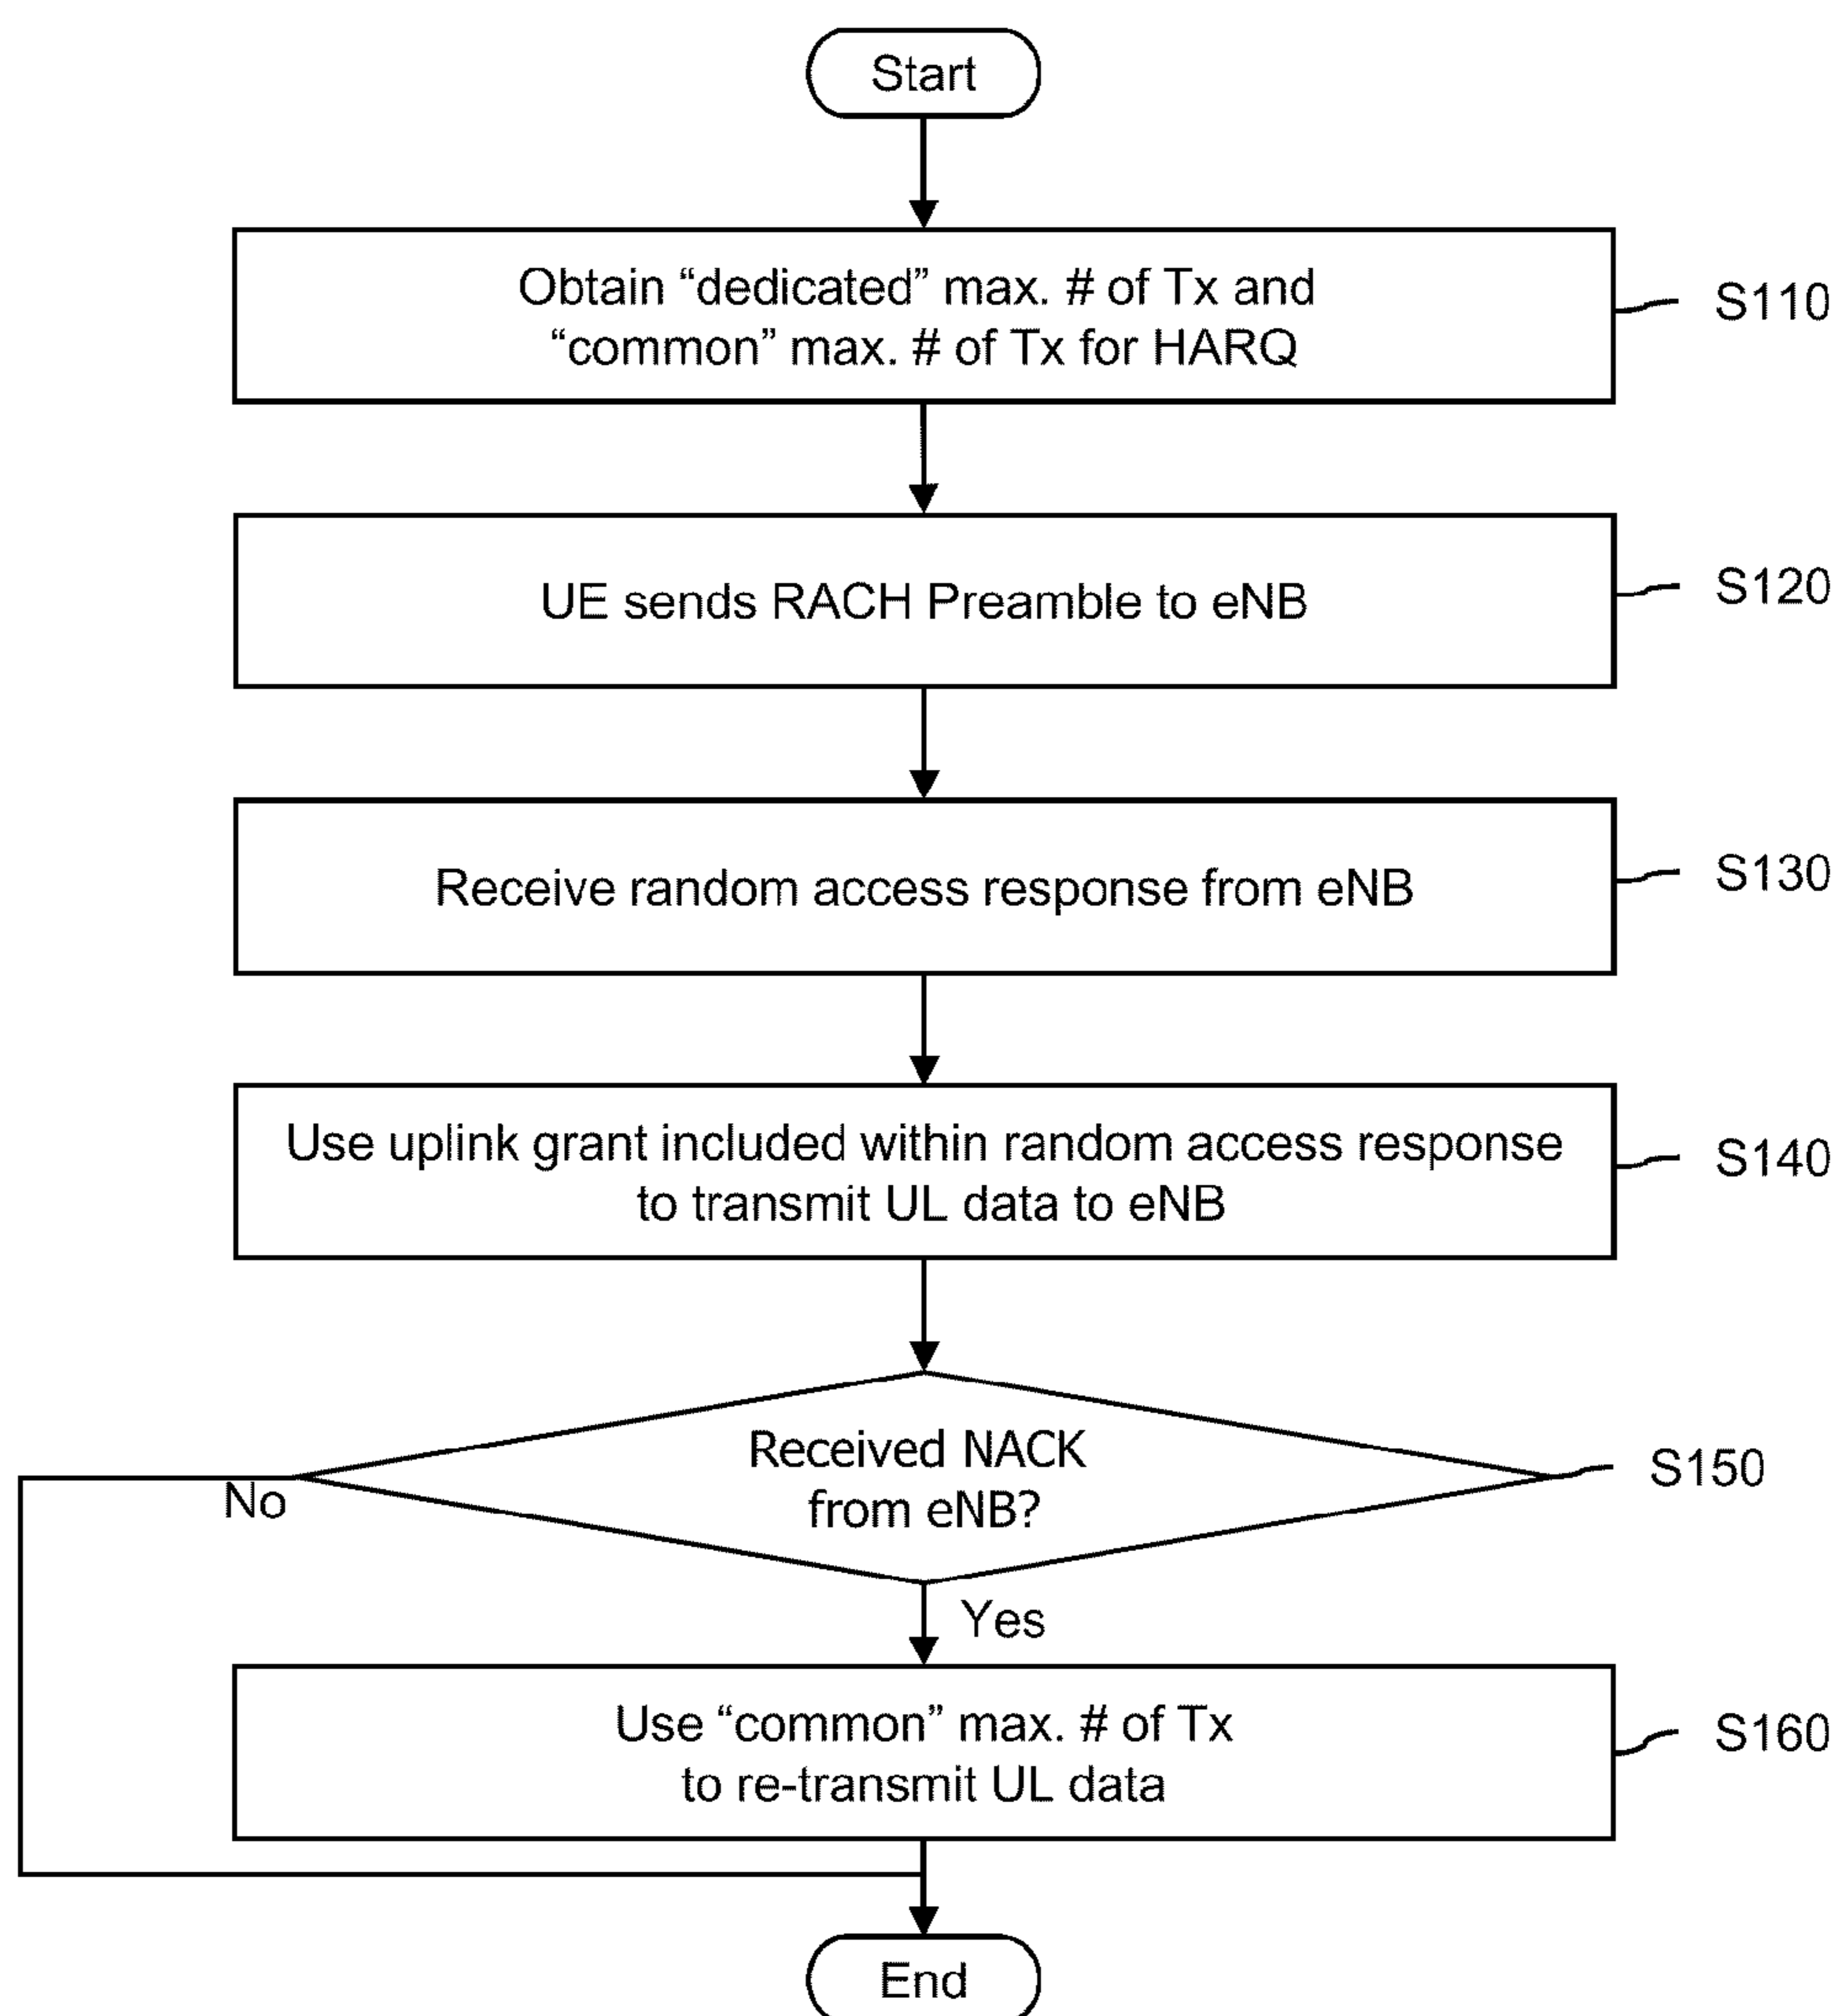 Start
Obtain “dedicated” max. # of Tx and
“common” max. # of Tx for HARQ
S110
UE sends RACH Preamble to eNB
S120
Receive random access response from eNB
S130
Use uplink grant included within random access response
to transmit UL data to eNB
S140
Received NACK
from eNB?
S150
No
Yes
Use “common” max. # of Tx
to re-transmit UL data
S160
End